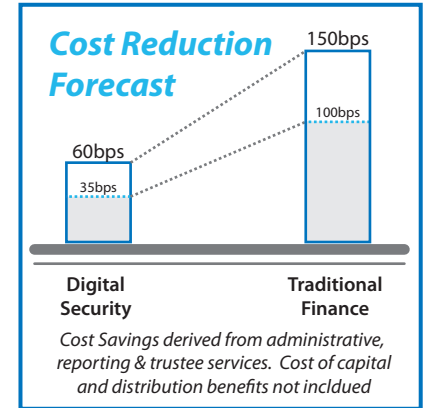 Cost Reduction
Forecast
150bps
100bps
60bps
35bps
Digital
Security
Traditional
Finance
Cost Savings derived from administrative,
reporting & trustee services.  Cost of capital
and distribution benefits not incldued